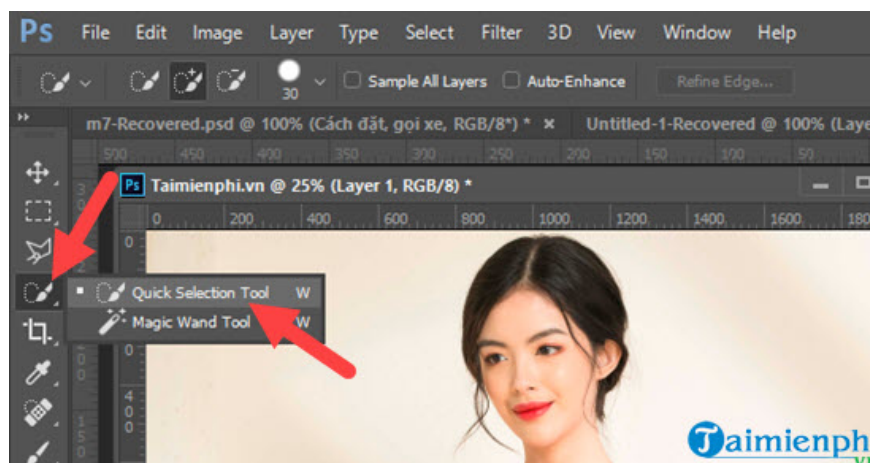 Ps File Edit Image Layer Type Select Filter 3D View Window Help
30 Sample All Layers Auto-Enhance Refine Edge...
m7-Recovered.psd @ 100% (Cách đặt, gọi xe, RGB/8*) * × Untitled-1-Recovered @ 100% (Laye
500 450 400 350 300 250 200 150 100 50
Ps Taimienphi.vn @ 25% (Layer 1, RGB/8) *
0 200 400 600 800 1000 1200 1400 1600 180
Quick Selection Tool W
Magic Wand Tool W
Taimienph